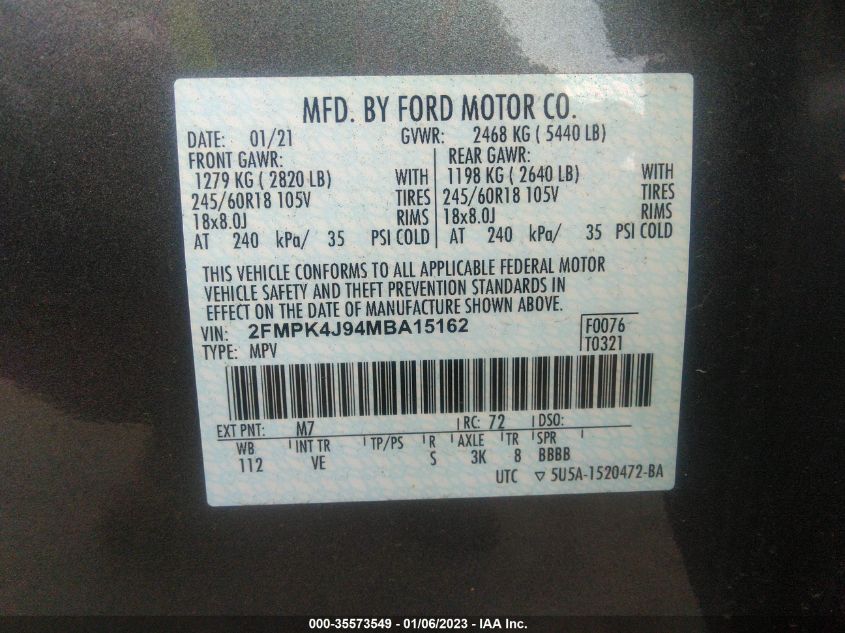 MFD. BY FORD MOTOR CO.
DATE: 01/21 GVWR: 2468 KG ( 5440 LB)
FRONT GAWR: REAR GAWR:
1279 KG ( 2820 LB) WITH 1198 KG ( 2640 LB) WITH
245/60R18 105V TIRES 245/60R18 105V TIRES
18x8.0J RIMS 18x8.0J RIMS
AT 240 kPa/ 35 PSI COLD AT 240 kPa/ 35 PSI COLD
THIS VEHICLE CONFORMS TO ALL APPLICABLE FEDERAL MOTOR
VEHICLE SAFETY AND THEFT PREVENTION STANDARDS IN
EFFECT ON THE DATE OF MANUFACTURE SHOWN ABOVE.
VIN: 2FMPK4J94MBA15162 F0076
TYPE: MPV T0321
EXT PNT: M7 RC: 72 DSO:
WB INT TR TP/PS R AXLE TR SPR
112 VE S 3K 8 BBBB
UTC ▽ 5U5A-1520472-BA
000-35573549 - 01/06/2023 - IAA Inc.